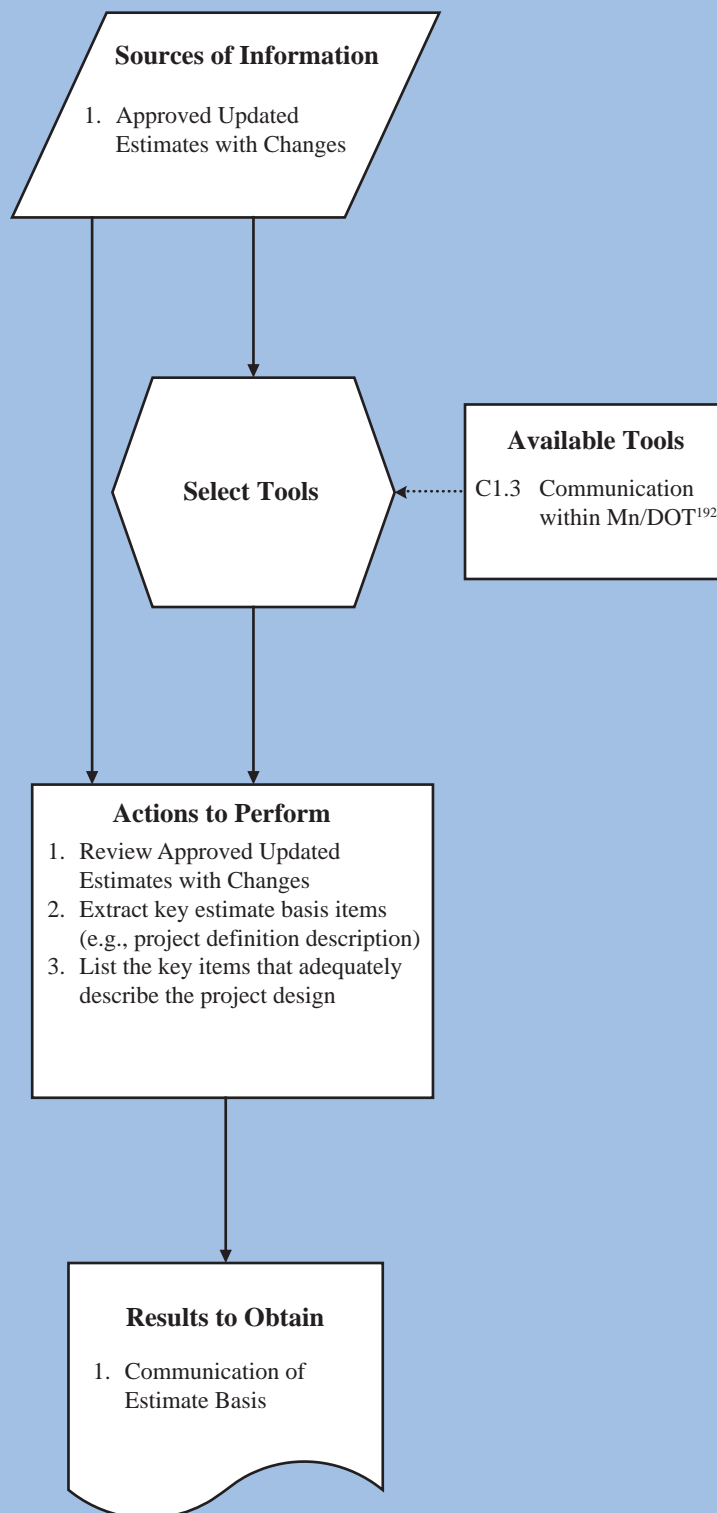 Sources of Information
1. Approved Updated
Estimates with Changes
Select Tools
Available Tools
C1.3 Communication
within Mn/DOT¹⁹²
Actions to Perform
1. Review Approved Updated
Estimates with Changes
2. Extract key estimate basis items
(e.g., project definition description)
3. List the key items that adequately
describe the project design
Results to Obtain
1. Communication of
Estimate Basis